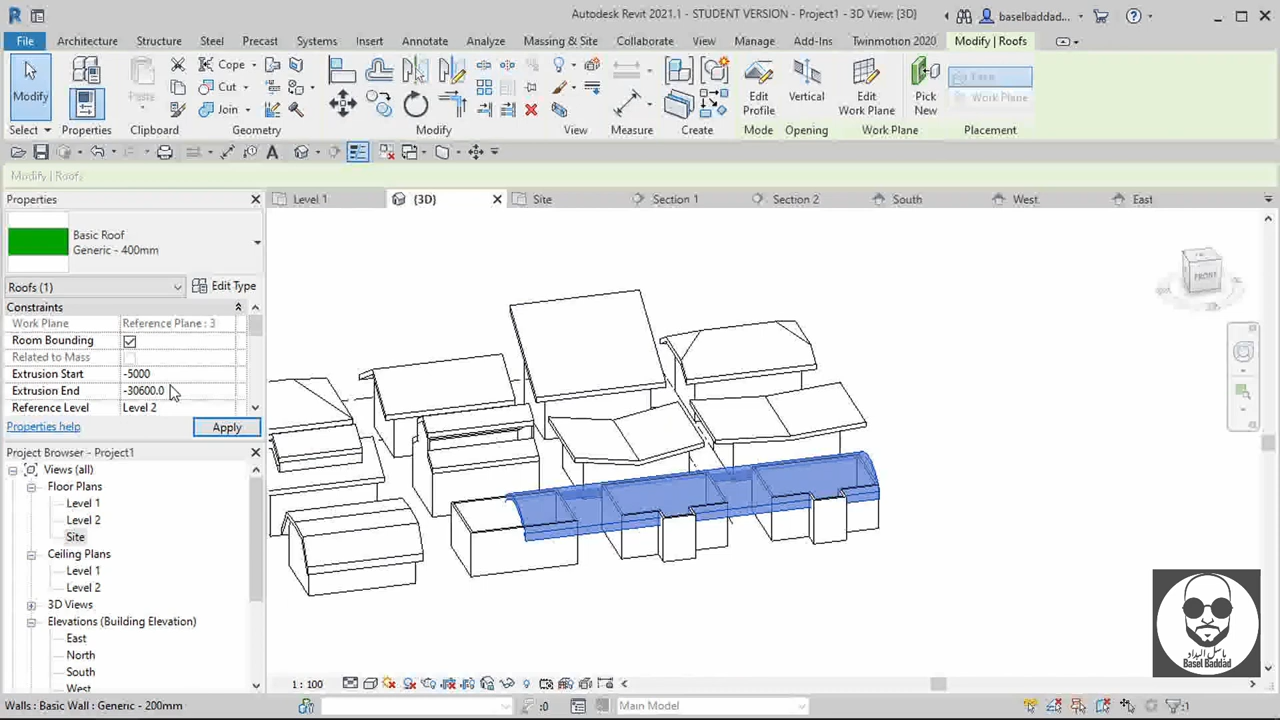 Autodesk Revit 2021.1 - STUDENT VERSION - Project1 - 3D View: {3D}
baselbaddad...
File
Architecture
Structure
Steel
Precast
Systems
Insert
Annotate
Analyze
Massing & Site
Collaborate
View
Manage
Add-Ins
Twinmotion 2020
Modify | Roofs
Modify
Paste
Cope
Cut
Join
Edit
Profile
Vertical
Edit
Work Plane
Pick
New
Face
Work Plane
Select
Properties
Clipboard
Geometry
Modify
View
Measure
Create
Mode
Opening
Work Plane
Placement
Modify | Roofs
Properties
Level 1
{3D}
Site
Section 1
Section 2
South
West
East
Basic Roof
Generic - 400mm
Roofs (1)
Edit Type
Constraints
Work Plane
Reference Plane : 3
Room Bounding
Related to Mass
Extrusion Start
-5000
Extrusion End
-30600.0
Reference Level
Level 2
Properties help
Apply
FRONT
Project Browser - Project1
Views (all)
Floor Plans
Level 1
Level 2
Site
Ceiling Plans
Level 1
Level 2
3D Views
Elevations (Building Elevation)
East
North
South
West
باسل البداد
Basel Baddad
1 : 100
Walls : Basic Wall : Generic - 200mm
:0
Main Model
:1